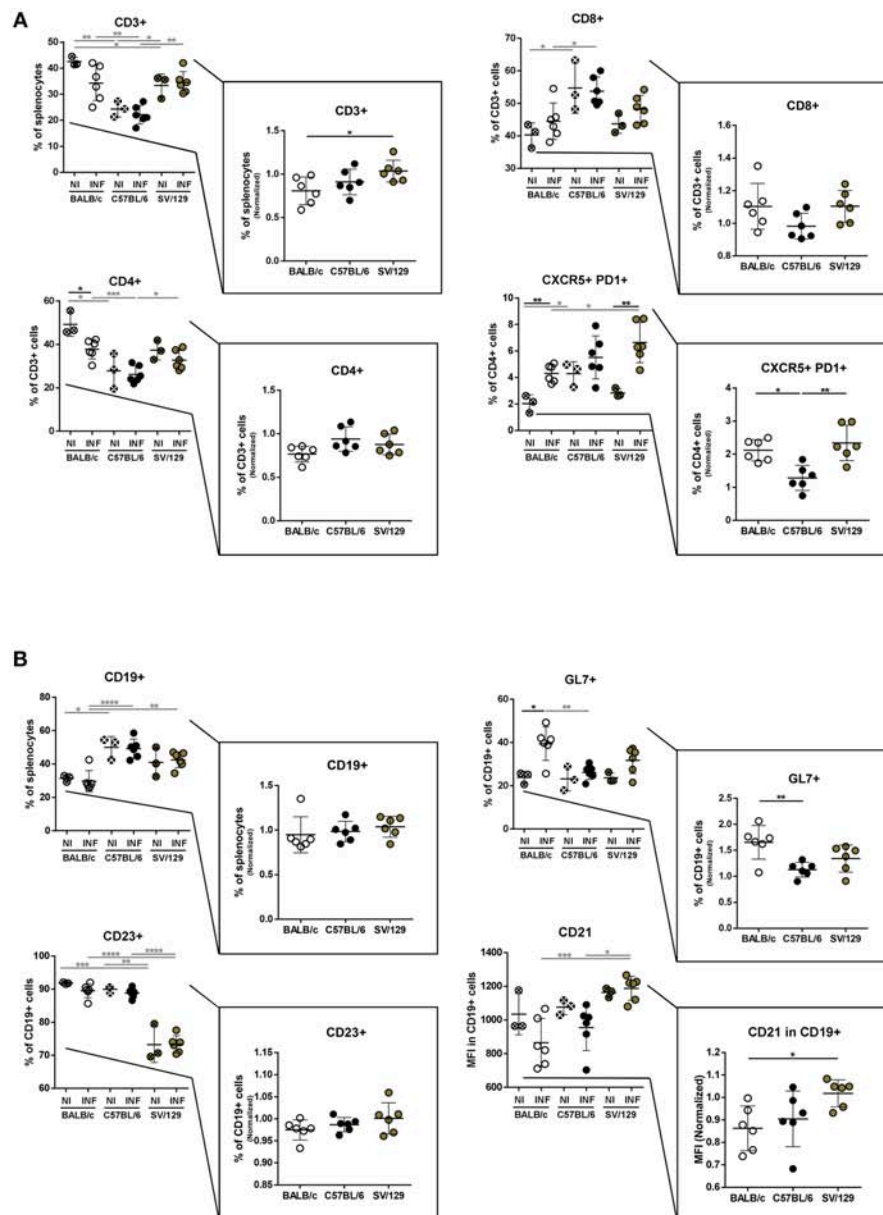 A
CD3+
% of splenocytes
50
40
30
20
10
0
** **
** *
* **
NI INF NI INF NI INF
BALB/c C57BL/6 SV/129
CD3+
% of splenocytes
(Normalized)
1.5
1.0
0.5
0.0
*
BALB/c C57BL/6 SV/129
CD8+
% of CD3+ cells
70
60
50
40
30
* *
NI INF NI INF NI INF
BALB/c C57BL/6 SV/129
CD8+
% of CD3+ cells
(Normalized)
1.6
1.4
1.2
1.0
0.8
BALB/c C57BL/6 SV/129
CD4+
% of CD3+ cells
60
40
20
0
*
* *** *
NI INF NI INF NI INF
BALB/c C57BL/6 SV/129
CD4+
% of CD3+ cells
(Normalized)
1.5
1.0
0.5
0.0
BALB/c C57BL/6 SV/129
CXCR5+ PD1+
% of CD4+ cells
10
8
6
4
2
0
** * * **
NI INF NI INF NI INF
BALB/c C57BL/6 SV/129
CXCR5+ PD1+
% of CD4+ cells
(Normalized)
4
3
2
1
0
* **
BALB/c C57BL/6 SV/129
B
CD19+
% of splenocytes
80
60
40
20
0
****
* **
NI INF NI INF NI INF
BALB/c C57BL/6 SV/129
CD19+
% of splenocytes
(Normalized)
1.5
1.0
0.5
0.0
BALB/c C57BL/6 SV/129
GL7+
% of CD19+ cells
60
40
20
0
* **
NI INF NI INF NI INF
BALB/c C57BL/6 SV/129
GL7+
% of CD19+ cells
(Normalized)
2.5
2.0
1.5
1.0
0.5
0.0
**
BALB/c C57BL/6 SV/129
CD23+
% of CD19+ cells
100
90
80
70
60
**** ****
*** **
NI INF NI INF NI INF
BALB/c C57BL/6 SV/129
CD23+
% of CD19+ cells
(Normalized)
1.15
1.10
1.05
1.00
0.95
0.90
0.85
BALB/c C57BL/6 SV/129
CD21
MFI in CD19+ cells
1400
1200
1000
800
600
*** *
NI INF NI INF NI INF
BALB/c C57BL/6 SV/129
CD21 in CD19+
MFI (Normalized)
1.2
1.1
1.0
0.9
0.8
0.7
0.6
*
BALB/c C57BL/6 SV/129